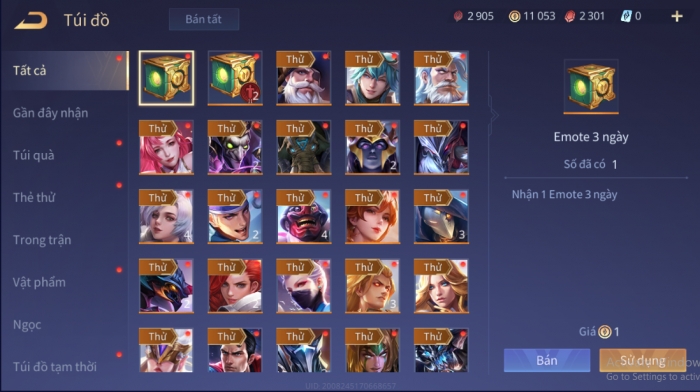 Túi đồ
Bán tất
2 905
11 053
2 301
0
Tất cả
Gần đây nhận
Túi quà
Thẻ thử
Trong trận
Vật phẩm
Ngọc
Túi đồ tạm thời
2
Thử Thử Thử
Thử Thử Thử Thử Thử
2
Thử Thử Thử Thử Thử
4 2 4 3
Thử Thử Thử Thử Thử
3
Thử Thử Thử Thử Thử
Emote 3 ngày
Số đã có 1
Nhận 1 Emote 3 ngày
Giá 1
Bán
Sử dụng
Go to Settings to activ